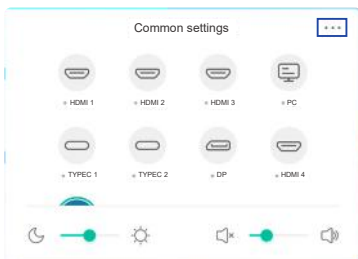 Common settings
HDMI 1
HDMI 2
HDMI 3
PC
TYPEC 1
TYPEC 2
DP
HDMI 4